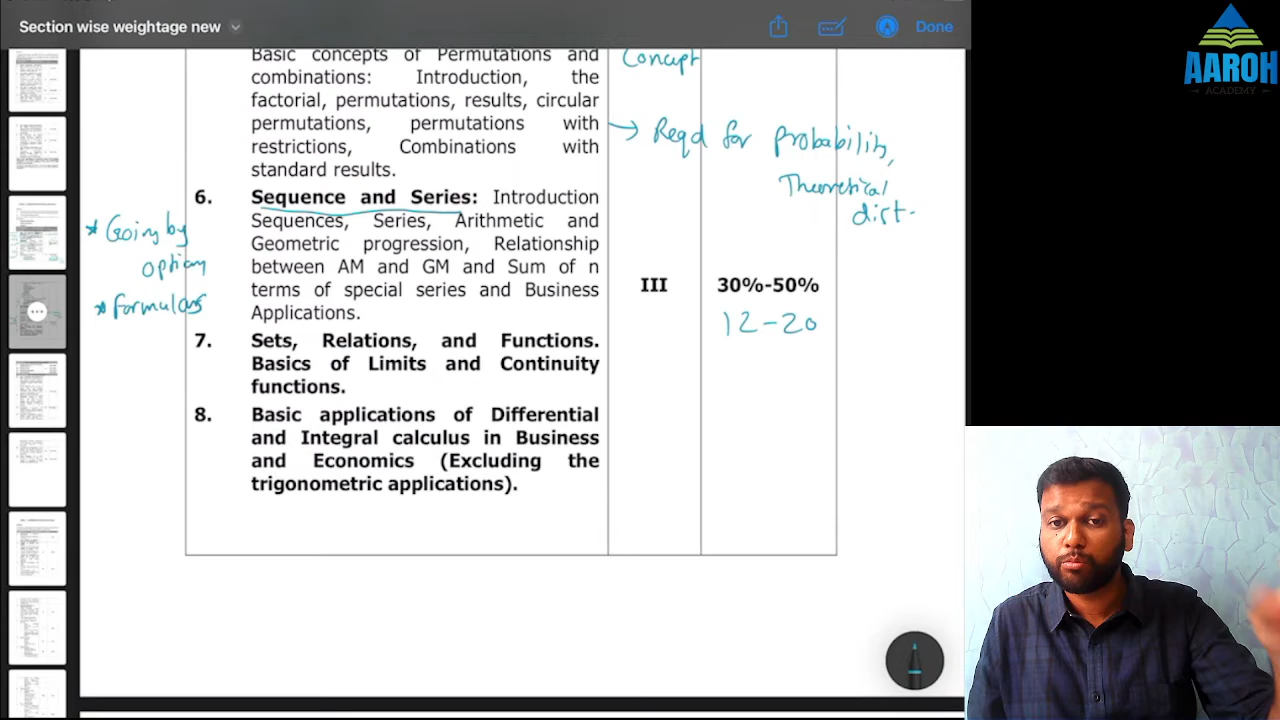 Section wise weightage new
Done
AAROH
ACADEMY
Basic concepts of Permutations and
combinations: Introduction, the
factorial, permutations, results, circular
permutations, permutations with
restrictions, Combinations with
standard results.
Concept
→ Reqd for probability,
Theoretical
dist.
6. Sequence and Series: Introduction
Sequences, Series, Arithmetic and
Geometric progression, Relationship
between AM and GM and Sum of n
terms of special series and Business
Applications.
* Going by
option
* Formulas
III
30%-50%
12-20
7. Sets, Relations, and Functions.
Basics of Limits and Continuity
functions.
8. Basic applications of Differential
and Integral calculus in Business
and Economics (Excluding the
trigonometric applications).